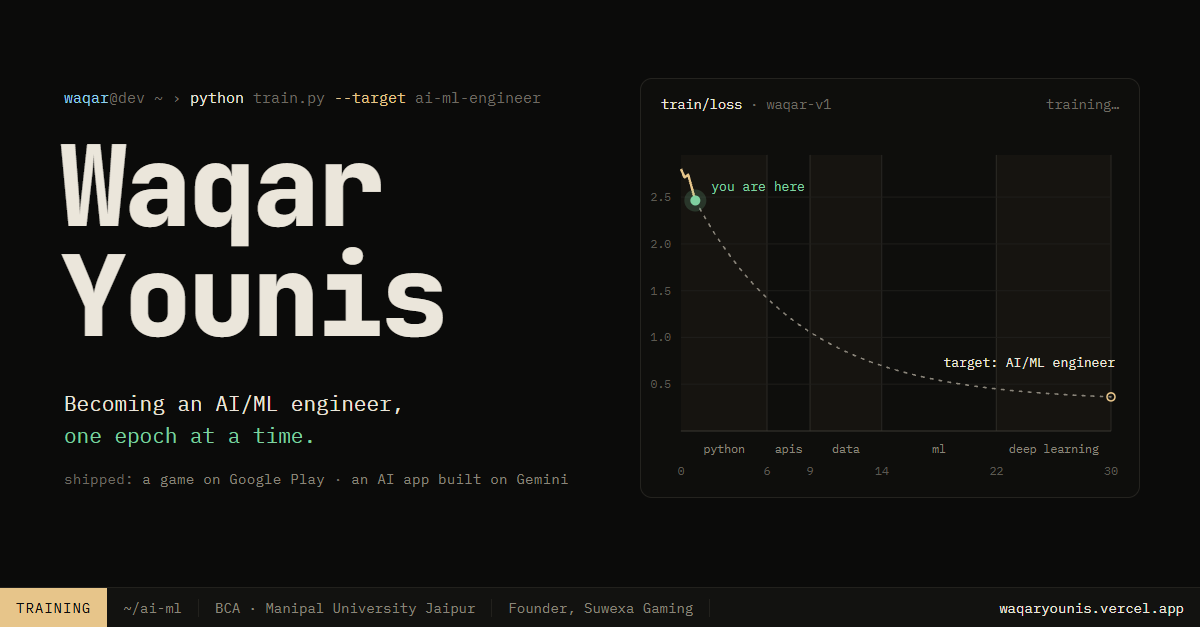 waqar@dev ~ › python train.py --target ai-ml-engineer
Waqar
Younis
Becoming an AI/ML engineer,
one epoch at a time.
shipped: a game on Google Play · an AI app built on Gemini
train/loss · waqar-v1 training…
you are here
2.5
2.0
1.5
1.0
0.5
target: AI/ML engineer
python apis data ml deep learning
0 6 9 14 22 30
TRAINING ~/ai-ml BCA · Manipal University Jaipur Founder, Suwexa Gaming waqaryounis.vercel.app